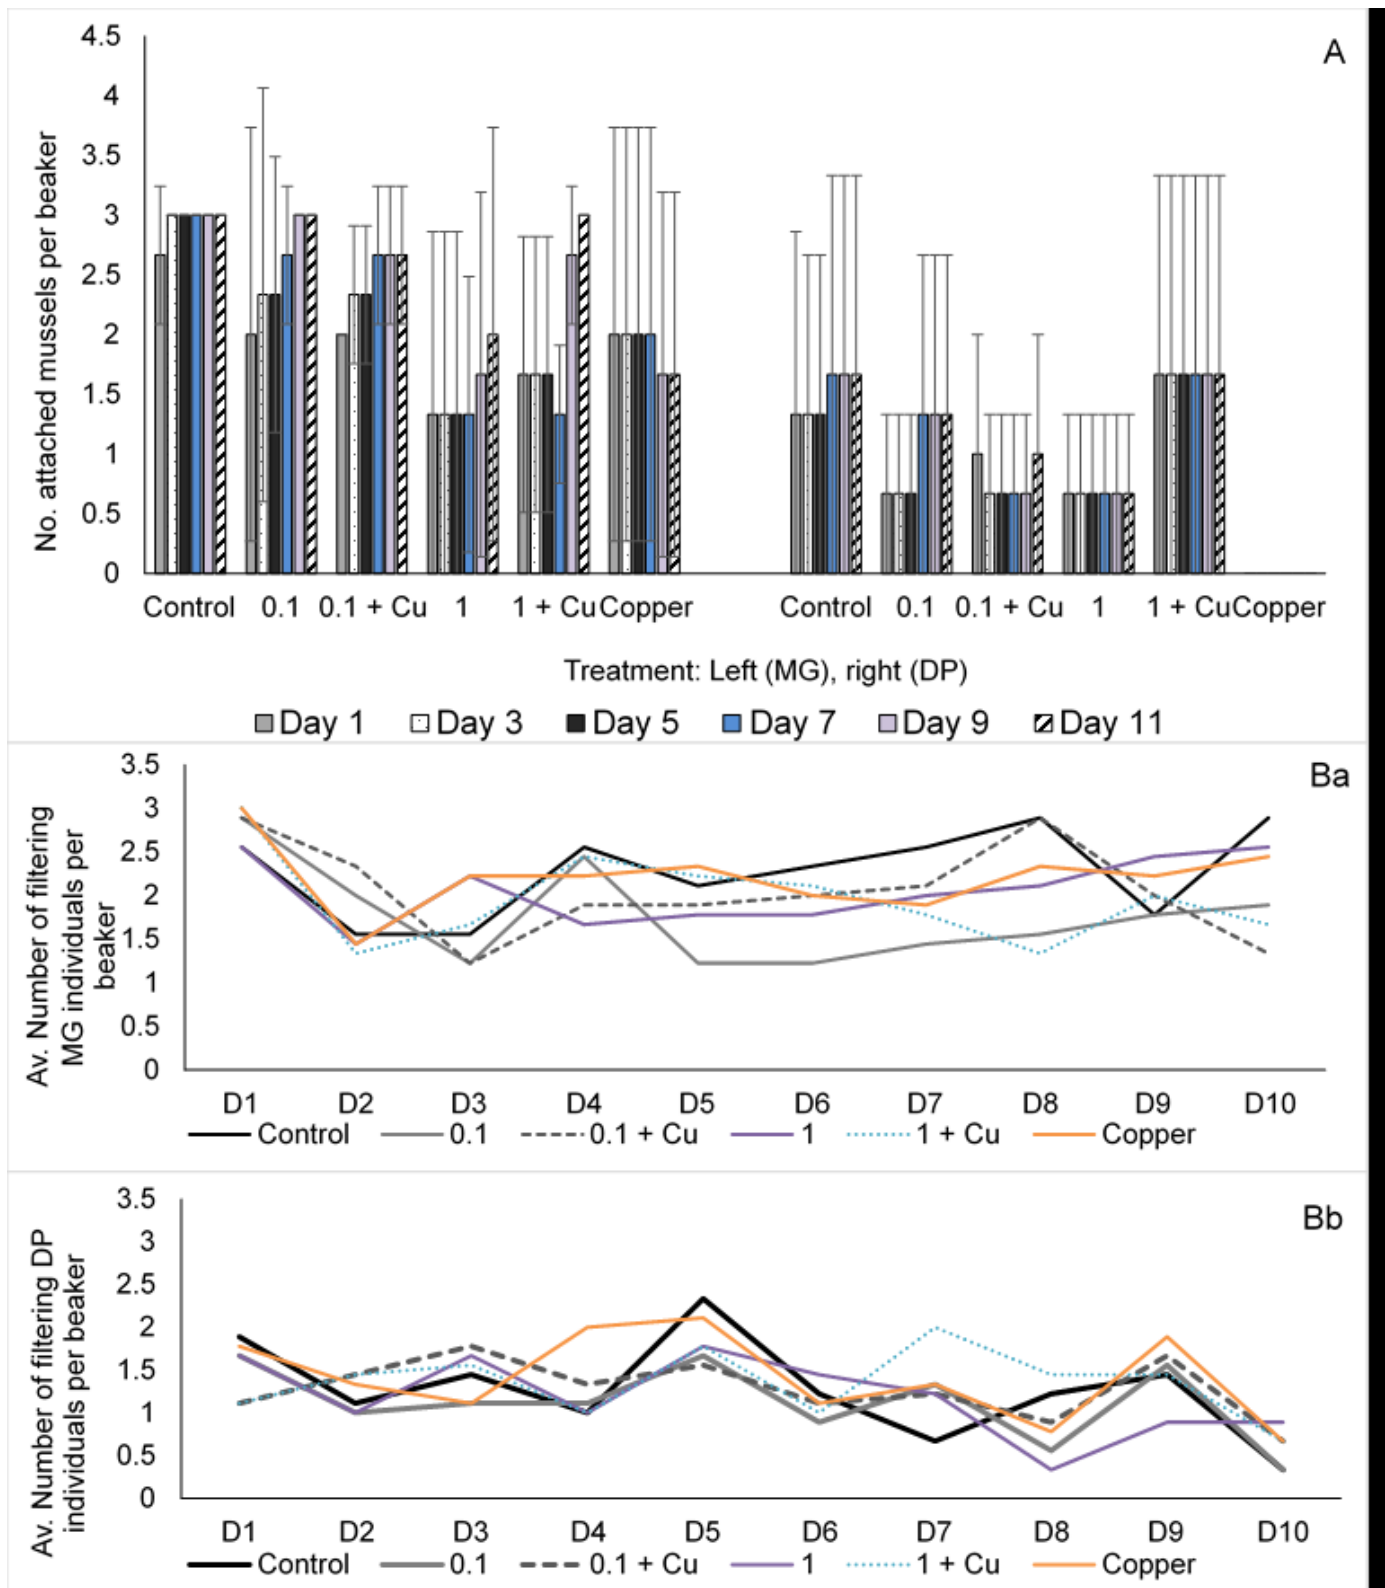 A
4.5
4
3.5
3
2.5
2
1.5
1
0.5
0
No. attached mussels per beaker
Control 0.1 0.1 + Cu 1 1 + Cu Copper Control 0.1 0.1 + Cu 1 1 + Cu Copper
Treatment: Left (MG), right (DP)
Day 1 Day 3 Day 5 Day 7 Day 9 Day 11
Ba
3.5
3
2.5
2
1.5
1
0.5
0
Av. Number of filtering
MG individuals per
beaker
D1 D2 D3 D4 D5 D6 D7 D8 D9 D10
Control 0.1 0.1 + Cu 1 1 + Cu Copper
Bb
3.5
3
2.5
2
1.5
1
0.5
0
Av. Number of filtering DP
individuals per beaker
D1 D2 D3 D4 D5 D6 D7 D8 D9 D10
Control 0.1 0.1 + Cu 1 1 + Cu Copper